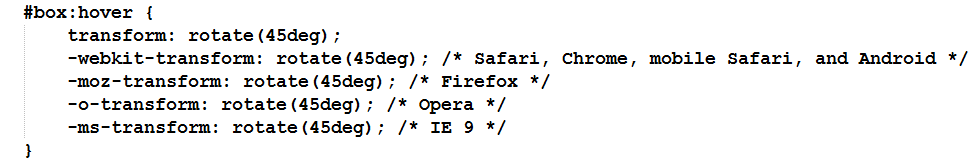 #box:hover {
    transform: rotate(45deg);
    -webkit-transform: rotate(45deg); /* Safari, Chrome, mobile Safari, and Android */
    -moz-transform: rotate(45deg); /* Firefox */
    -o-transform: rotate(45deg); /* Opera */
    -ms-transform: rotate(45deg); /* IE 9 */
}